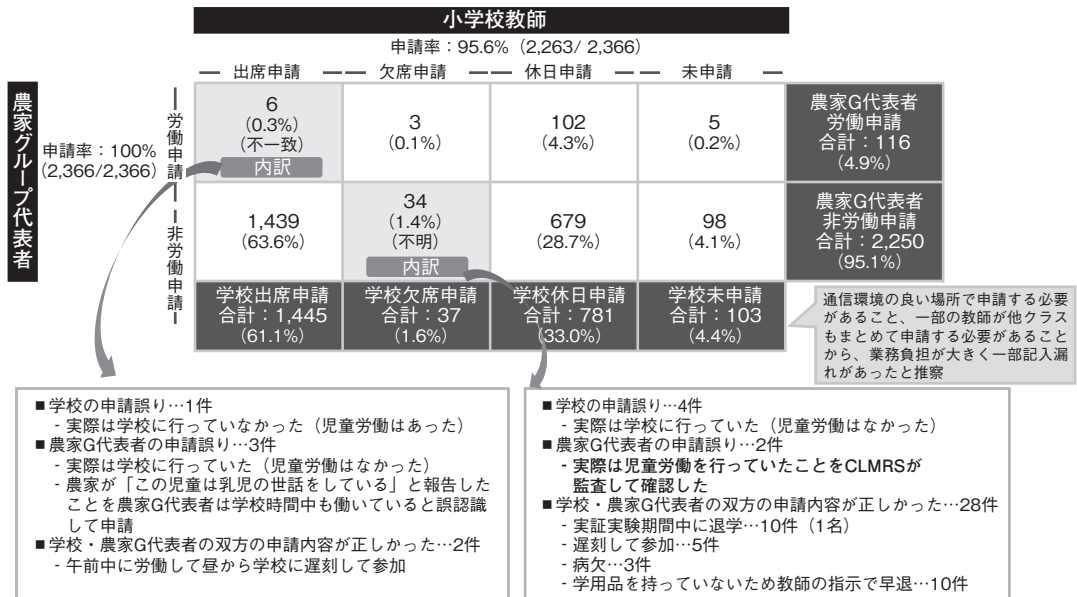 小学校教師
申請率：95.6%（2,263/ 2,366）
出席申請
欠席申請
休日申請
未申請
農家グループ代表者
申請率：100%
（2,366/2,366）
労働申請
6
（0.3%）
（不一致）
内訳
3
（0.1%）
102
（4.3%）
5
（0.2%）
農家G代表者
労働申請
合計：116
（4.9%）
非労働申請
1,439
（63.6%）
34
（1.4%）
（不明）
内訳
679
（28.7%）
98
（4.1%）
農家G代表者
非労働申請
合計：2,250
（95.1%）
学校出席申請
合計：1,445
（61.1%）
学校欠席申請
合計：37
（1.6%）
学校休日申請
合計：781
（33.0%）
学校未申請
合計：103
（4.4%）
通信環境の良い場所で申請する必要
があること、一部の教師が他クラス
もまとめて申請する必要があること
から、業務負担が大きく一部記入漏
れがあったと推察
■学校の申請誤り…1件
- 実際は学校に行っていなかった（児童労働はあった）
■農家G代表者の申請誤り…3件
- 実際は学校に行っていた（児童労働はなかった）
- 農家が「この児童は乳児の世話をしている」と報告した
ことを農家G代表者は学校時間中も働いていると誤認識
して申請
■学校・農家G代表者の双方の申請内容が正しかった…2件
- 午前中に労働して昼から学校に遅刻して参加
■学校の申請誤り…4件
- 実際は学校に行っていた（児童労働はなかった）
■農家G代表者の申請誤り…2件
- 実際は児童労働を行っていたことをCLMRSが
監査して確認した
■学校・農家G代表者の双方の申請内容が正しかった…28件
- 実証実験期間中に退学…10件（1名）
- 遅刻して参加…5件
- 病欠…3件
- 学用品を持っていないため教師の指示で早退…10件